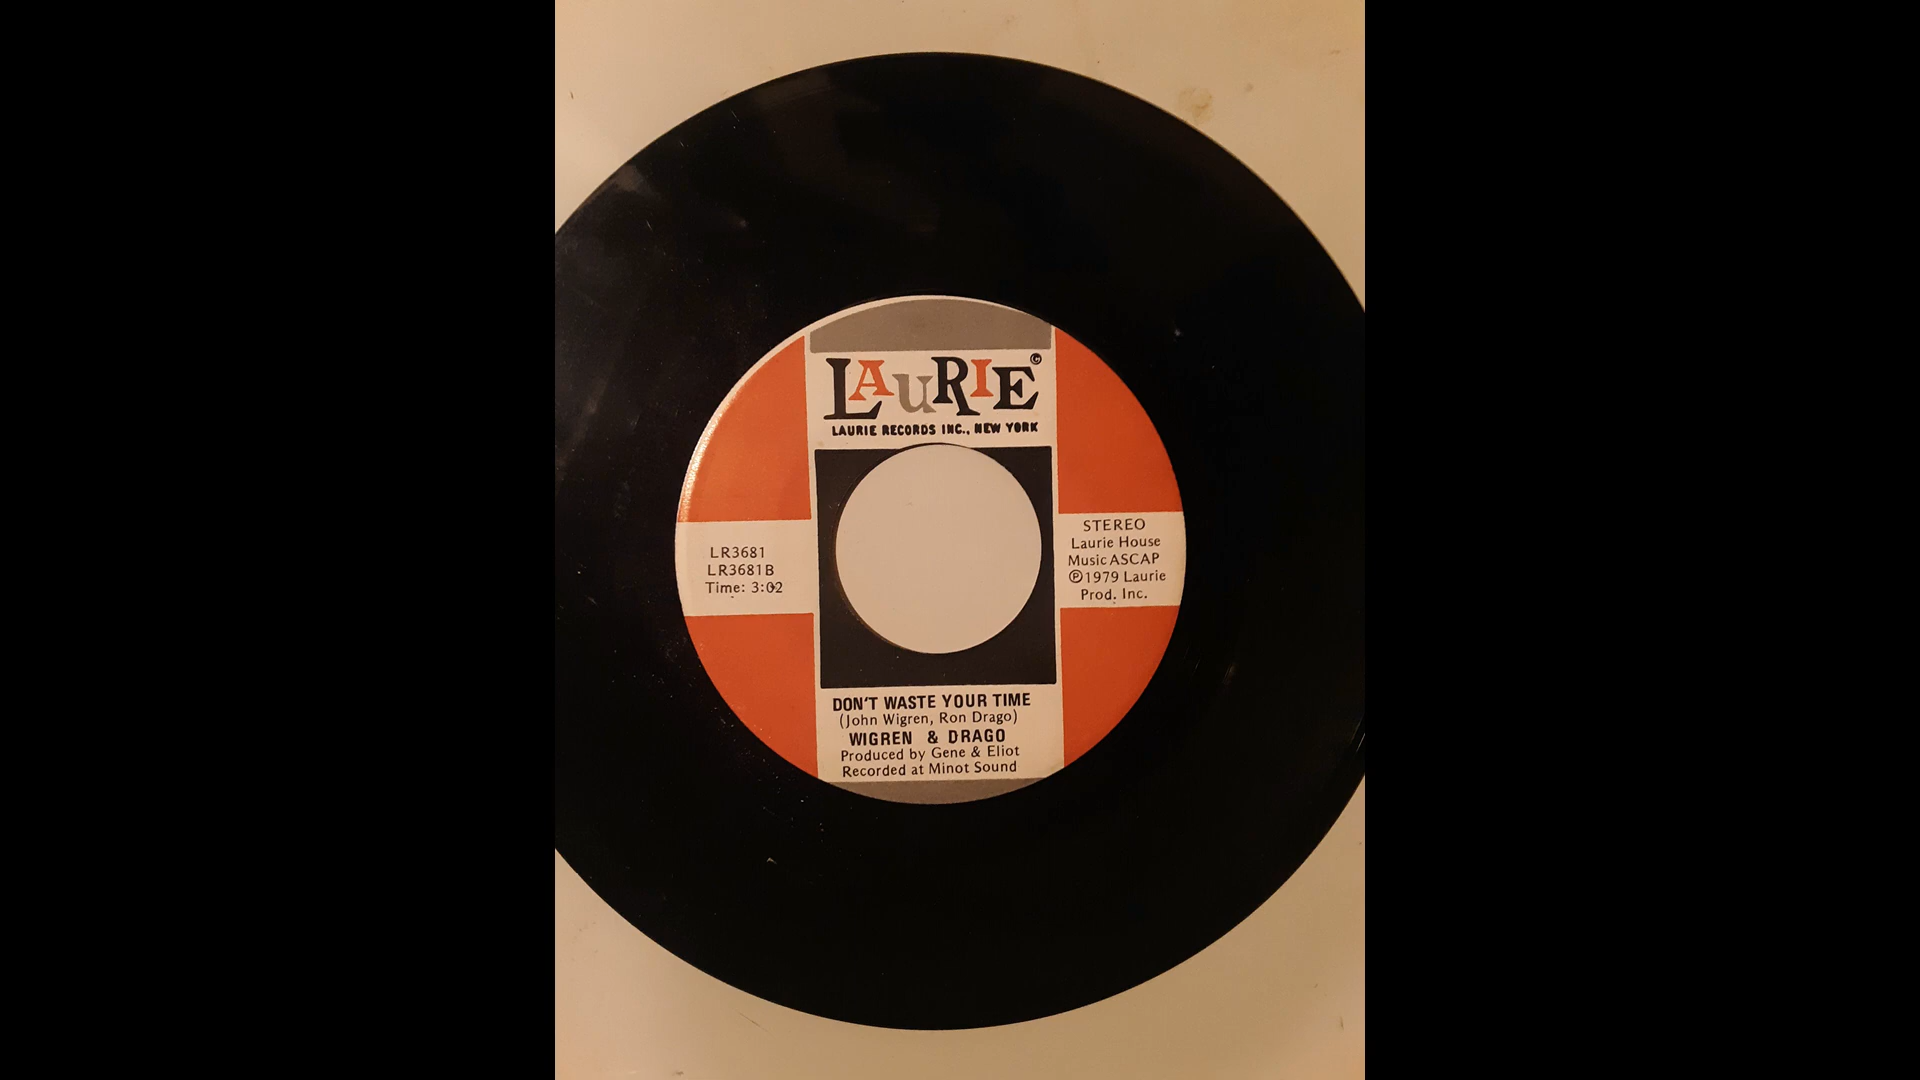 LAURIE©
LAURIE RECORDS INC., NEW YORK
LR3681
LR3681B
Time: 3:02
STEREO
Laurie House
Music ASCAP
℗1979 Laurie
Prod. Inc.
DON'T WASTE YOUR TIME
(John Wigren, Ron Drago)
WIGREN & DRAGO
Produced by Gene & Eliot
Recorded at Minot Sound